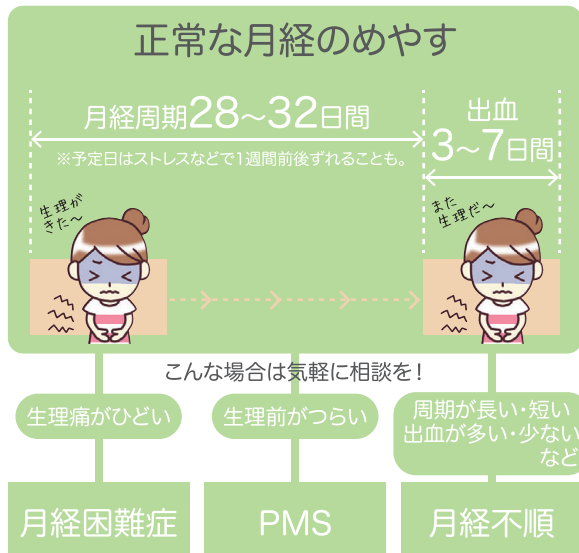 正常な月経のめやす
月経周期28〜32日間
※予定日はストレスなどで1週間前後ずれることも。
出血
3〜7日間
生理が
きた〜
また
生理だ〜
こんな場合は気軽に相談を！
生理痛がひどい
生理前がつらい
周期が長い・短い
出血が多い・少ない
など
月経困難症
PMS
月経不順